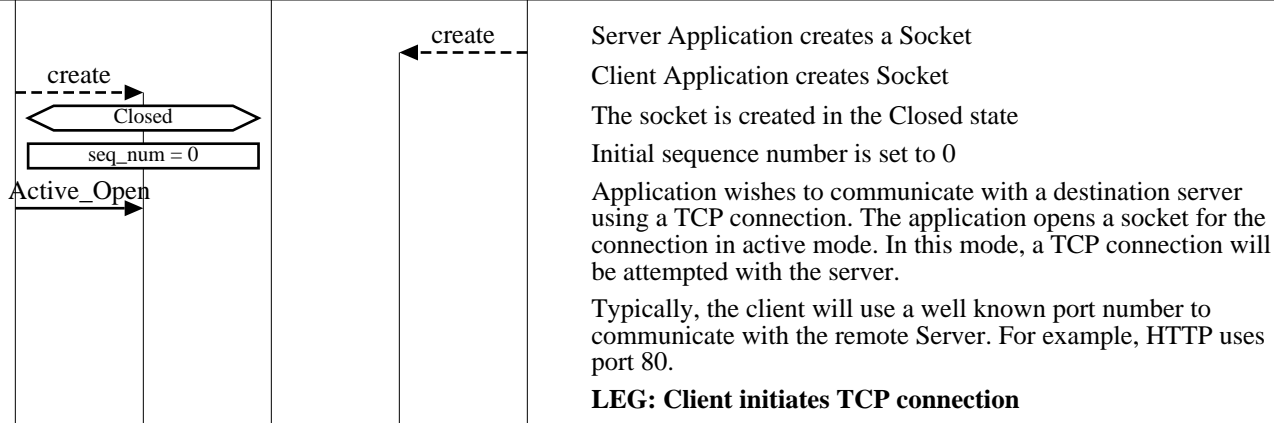 create
Server Application creates a Socket
create
Client Application creates Socket
Closed
The socket is created in the Closed state
seq_num = 0
Initial sequence number is set to 0
Active_Open
Application wishes to communicate with a destination server
using a TCP connection. The application opens a socket for the
connection in active mode. In this mode, a TCP connection will
be attempted with the server.
Typically, the client will use a well known port number to
communicate with the remote Server. For example, HTTP uses
port 80.
LEG: Client initiates TCP connection